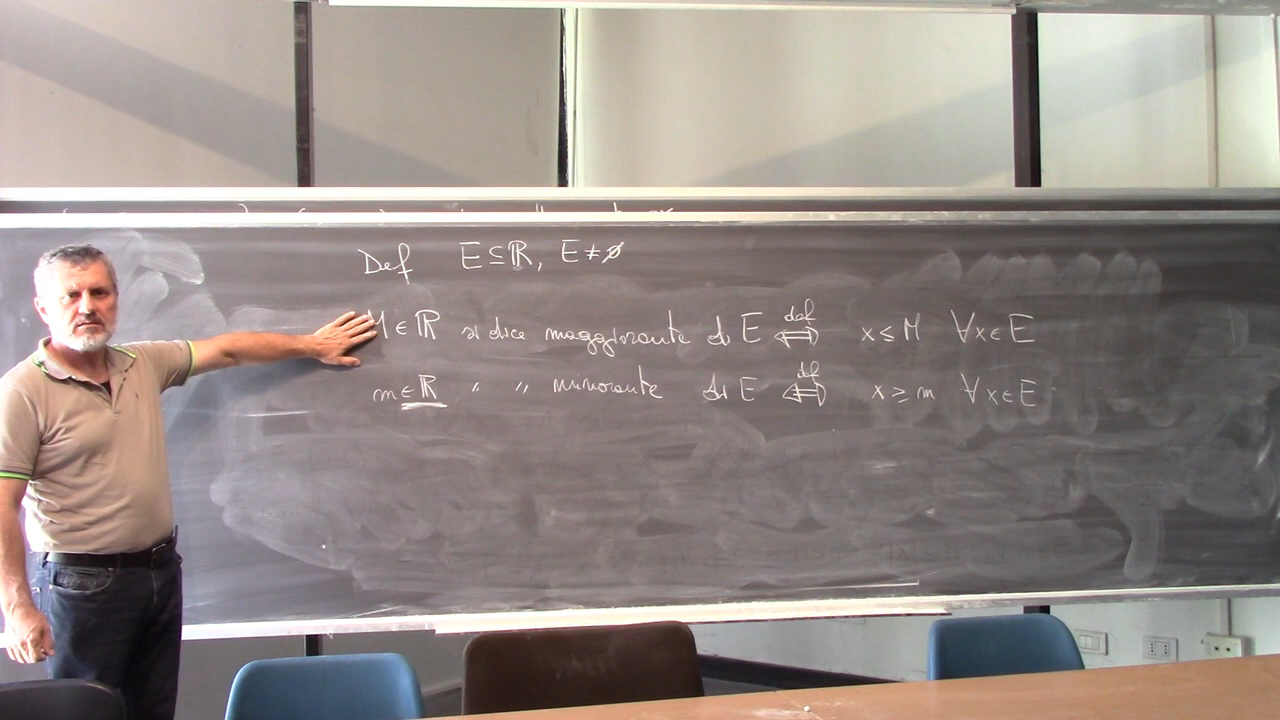 Def E⊆ℝ, E≠∅
M∈ℝ si dice maggiorante di E ⟺def x≤M ∀x∈E
m∈ℝ " " minorante di E ⟺def x≥m ∀x∈E